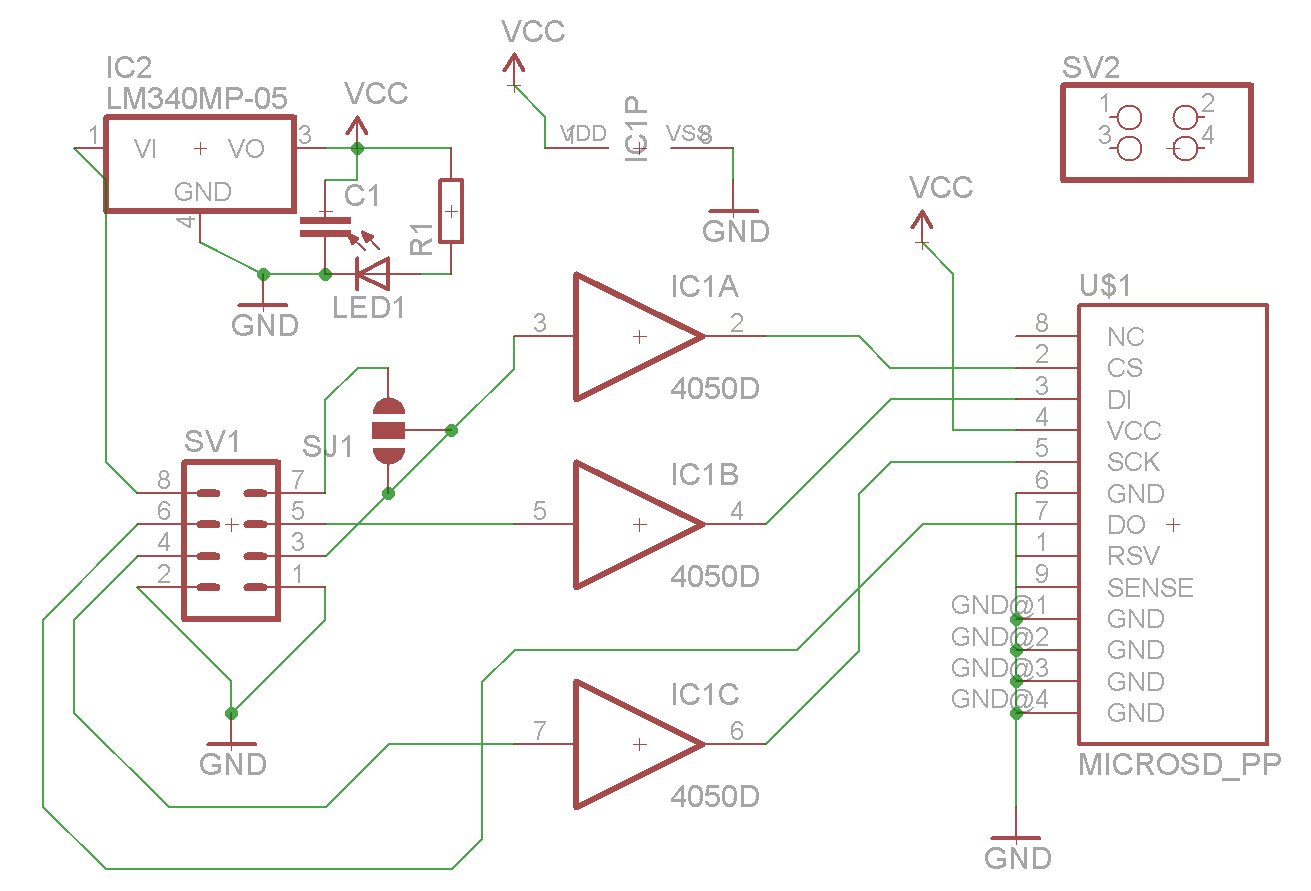 VCC
IC2
LM340MP-05
VCC
1
VI
VO
3
GND
4
C1
R1
LED1
GND
1
VDD
IC1P
VSS
8
GND
SV2
1
2
3
4
VCC
IC1A
3
2
4050D
U$1
8
NC
2
CS
3
DI
4
VCC
5
SCK
6
GND
7
DO
1
RSV
9
SENSE
GND@1
GND
GND@2
GND
GND@3
GND
GND@4
GND
MICROSD_PP
GND
SJ1
SV1
8
7
6
5
4
3
2
1
GND
IC1B
5
4
4050D
IC1C
7
6
4050D